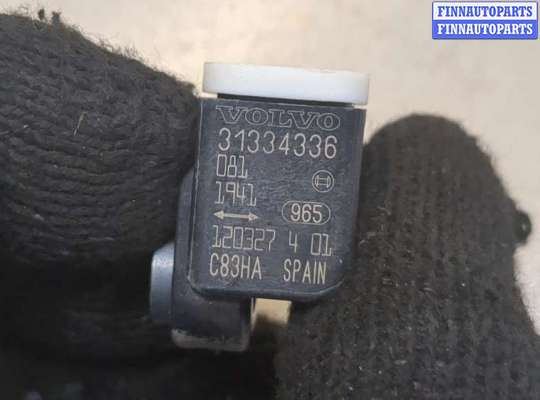 FINNAUTOPARTS
FINNAUTOPARTS
VOLVO
31334336
081
1941
965
120327 4 01
C83HA SPAIN